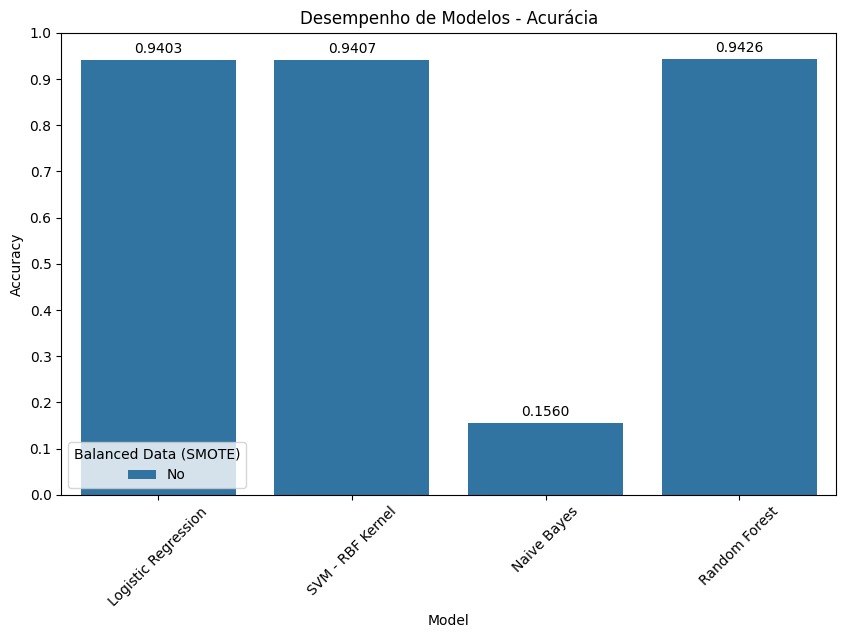 Desempenho de Modelos - Acurácia
Accuracy
1.0
0.9
0.8
0.7
0.6
0.5
0.4
0.3
0.2
0.1
0.0
0.9403
0.9407
0.1560
0.9426
Balanced Data (SMOTE)
No
Logistic Regression
SVM - RBF Kernel
Naive Bayes
Random Forest
Model